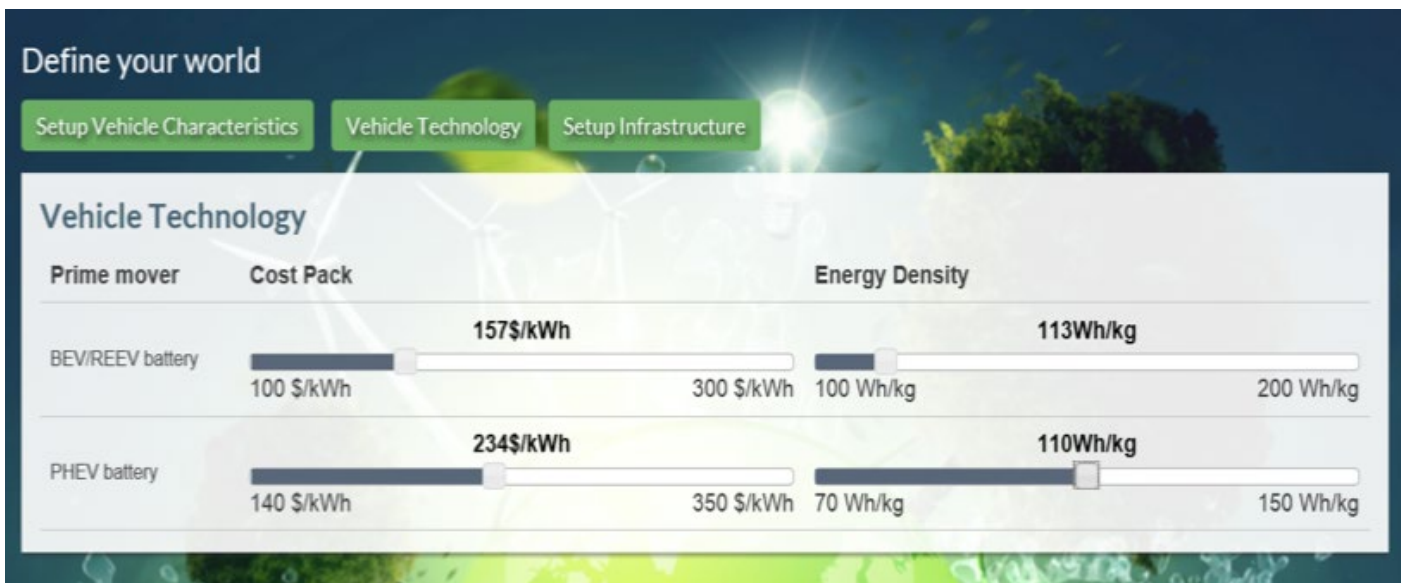 Define your world
Setup Vehicle Characteristics Vehicle Technology Setup Infrastructure
Vehicle Technology
Prime mover Cost Pack Energy Density
157$/kWh 113Wh/kg
BEV/REEV battery
100 $/kWh 300 $/kWh 100 Wh/kg 200 Wh/kg
234$/kWh 110Wh/kg
PHEV battery
140 $/kWh 350 $/kWh 70 Wh/kg 150 Wh/kg